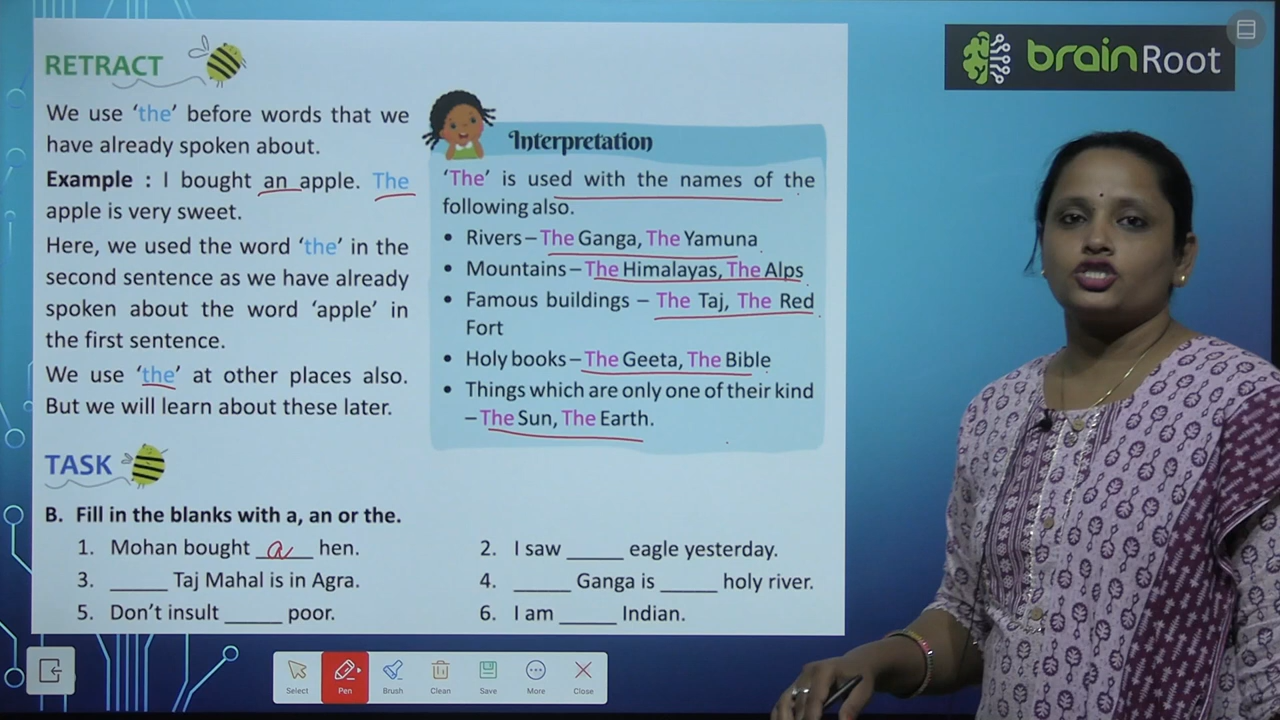 RETRACT
We use ‘the’ before words that we
have already spoken about.
Example : I bought an apple. The
apple is very sweet.
Here, we used the word ‘the’ in the
second sentence as we have already
spoken about the word ‘apple’ in
the first sentence.
We use ‘the’ at other places also.
But we will learn about these later.
Interpretation
‘The’ is used with the names of the
following also.
• Rivers – The Ganga, The Yamuna
• Mountains – The Himalayas, The Alps
• Famous buildings – The Taj, The Red
Fort
• Holy books – The Geeta, The Bible
• Things which are only one of their kind
– The Sun, The Earth.
TASK
B. Fill in the blanks with a, an or the.
1. Mohan bought __a__ hen.
2. I saw _____ eagle yesterday.
3. _____ Taj Mahal is in Agra.
4. _____ Ganga is _____ holy river.
5. Don’t insult _____ poor.
6. I am _____ Indian.
brainRoot
Select
Pen
Brush
Clean
Save
More
Close